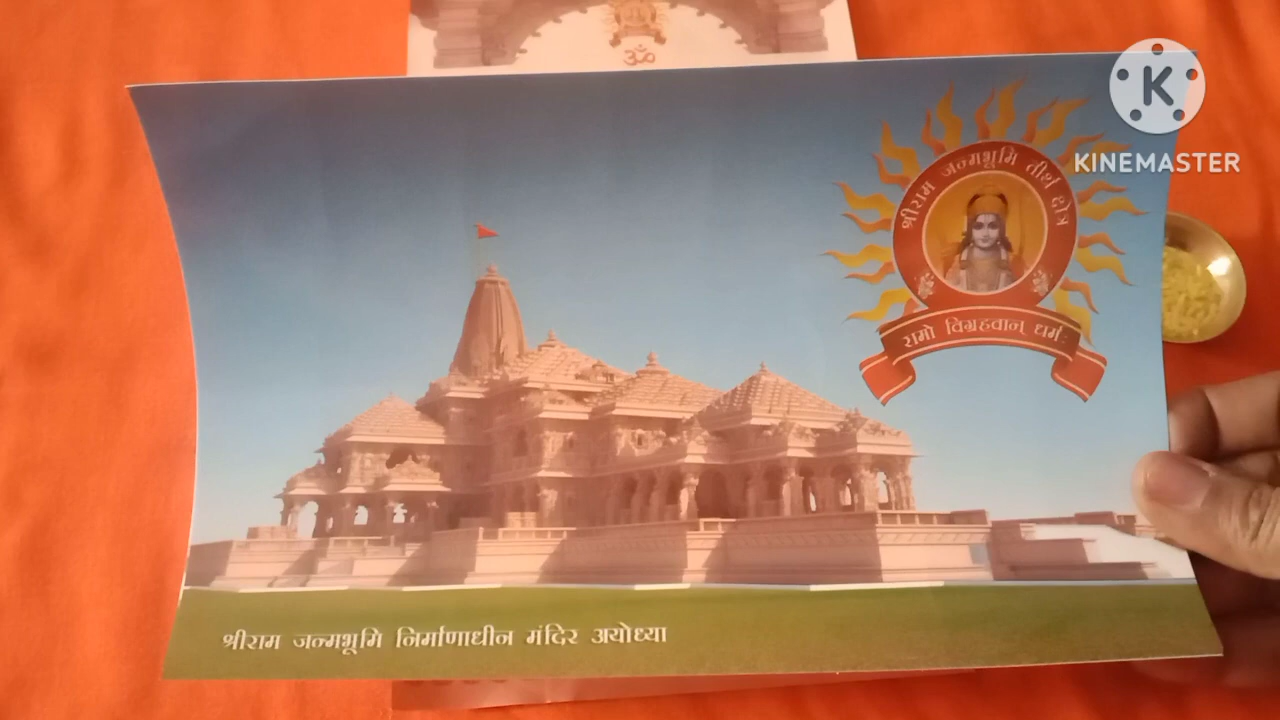 ॐ
KINEMASTER
श्रीराम जन्मभूमि तीर्थ क्षेत्र
रामो विग्रहवान् धर्मः
श्रीराम जन्मभूमि निर्माणाधीन मंदिर अयोध्या